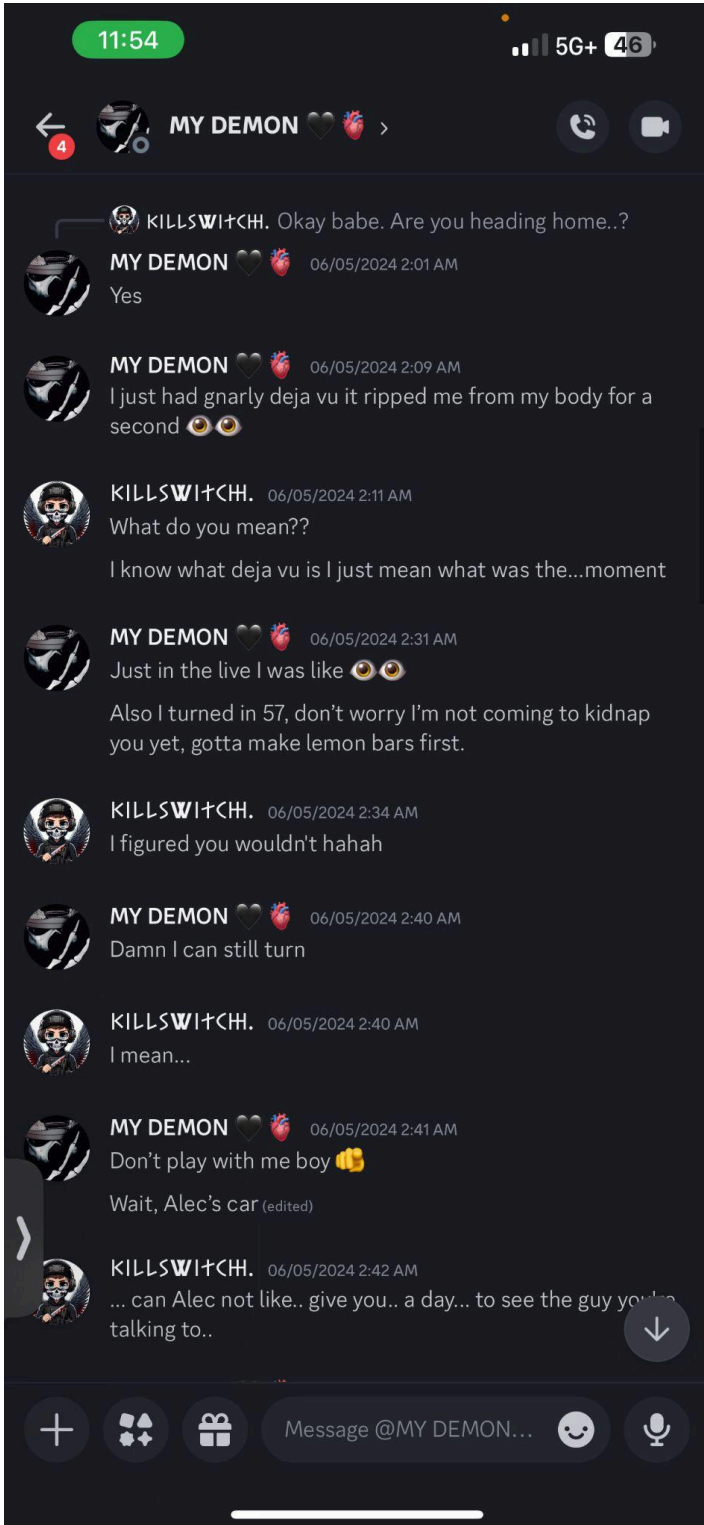 11:54
5G+ 46
4
MY DEMON 🖤 🫀 ›
KILLSWITCH. Okay babe. Are you heading home..?
MY DEMON 🖤 🫀 06/05/2024 2:01 AM
Yes
MY DEMON 🖤 🫀 06/05/2024 2:09 AM
I just had gnarly deja vu it ripped me from my body for a
second 👁️👁️
KILLSWITCH. 06/05/2024 2:11 AM
What do you mean??
I know what deja vu is I just mean what was the...moment
MY DEMON 🖤 🫀 06/05/2024 2:31 AM
Just in the live I was like 👁️👁️
Also I turned in 57, don't worry I'm not coming to kidnap
you yet, gotta make lemon bars first.
KILLSWITCH. 06/05/2024 2:34 AM
I figured you wouldn't hahah
MY DEMON 🖤 🫀 06/05/2024 2:40 AM
Damn I can still turn
KILLSWITCH. 06/05/2024 2:40 AM
I mean...
MY DEMON 🖤 🫀 06/05/2024 2:41 AM
Don't play with me boy 🫵
Wait, Alec's car (edited)
KILLSWITCH. 06/05/2024 2:42 AM
... can Alec not like.. give you.. a day... to see the guy you're
talking to..
Message @MY DEMON...